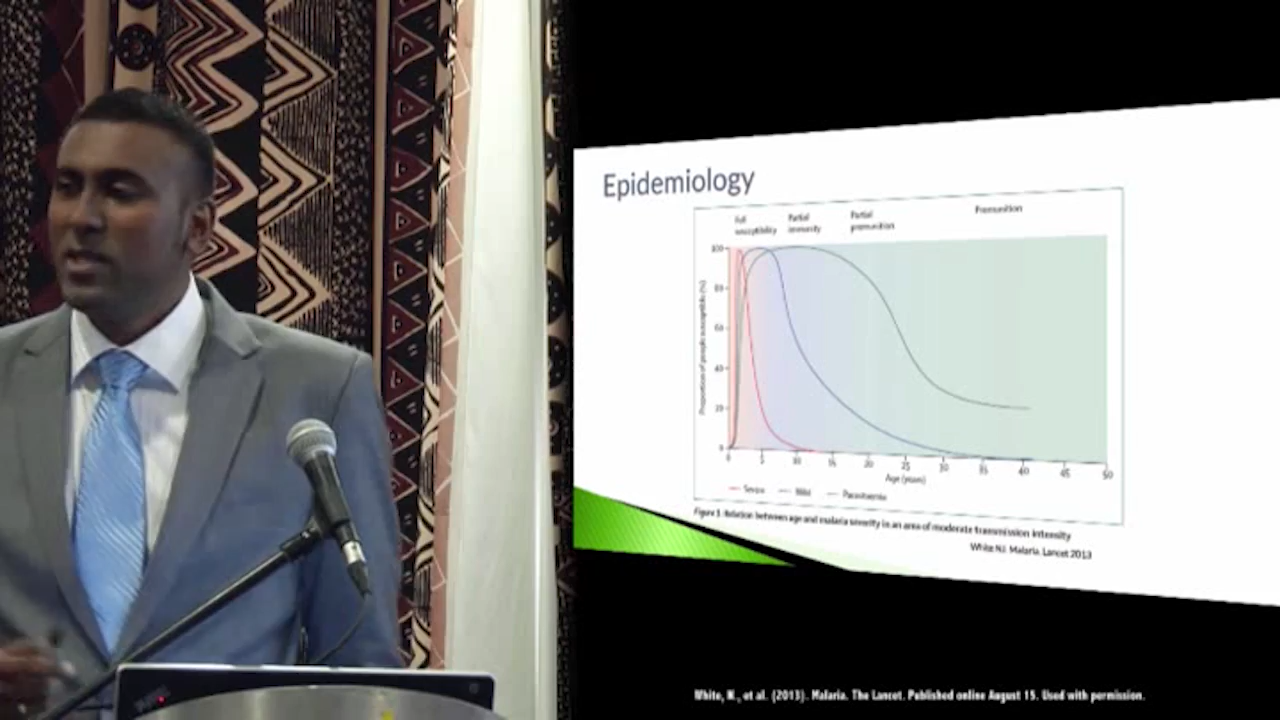 Epidemiology
Full
susceptibility
Partial
immunity
Partial
premunition
Premunition
Proportion of people susceptible (%)
100
80
60
40
20
0
0 5 10 15 20 25 30 35 40 45 50
Age (years)
Severe Mild Parasitaemia
Figure 3: Relation between age and malaria severity in an area of moderate transmission intensity
White NJ. Malaria. Lancet 2013
White, N., et al. (2013). Malaria. The Lancet. Published online August 15. Used with permission.